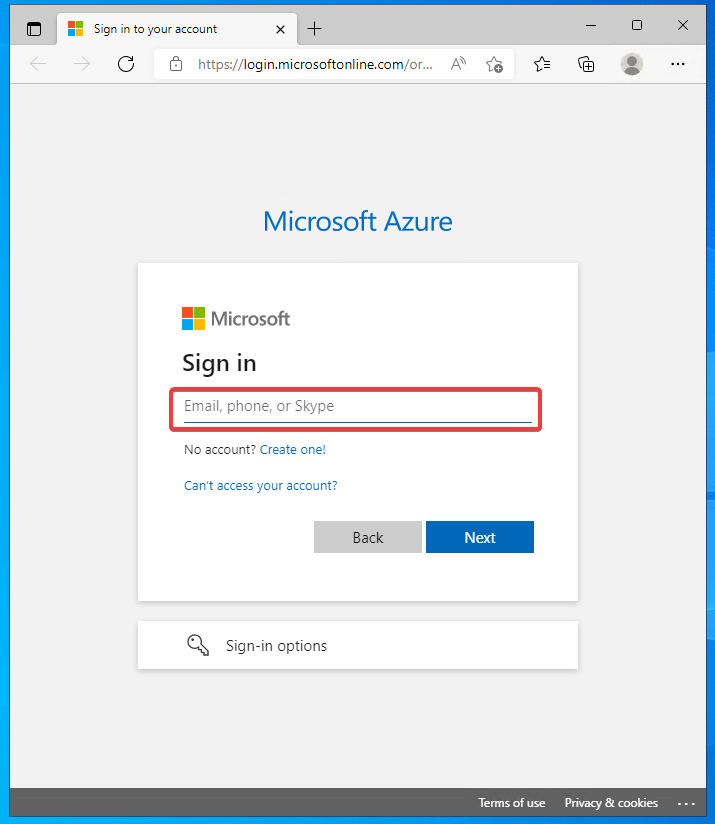 Sign in to your account
https://login.microsoftonline.com/or...
Microsoft Azure
Microsoft
Sign in
Email, phone, or Skype
No account? Create one!
Can't access your account?
Back Next
Sign-in options
Terms of use Privacy & cookies ...